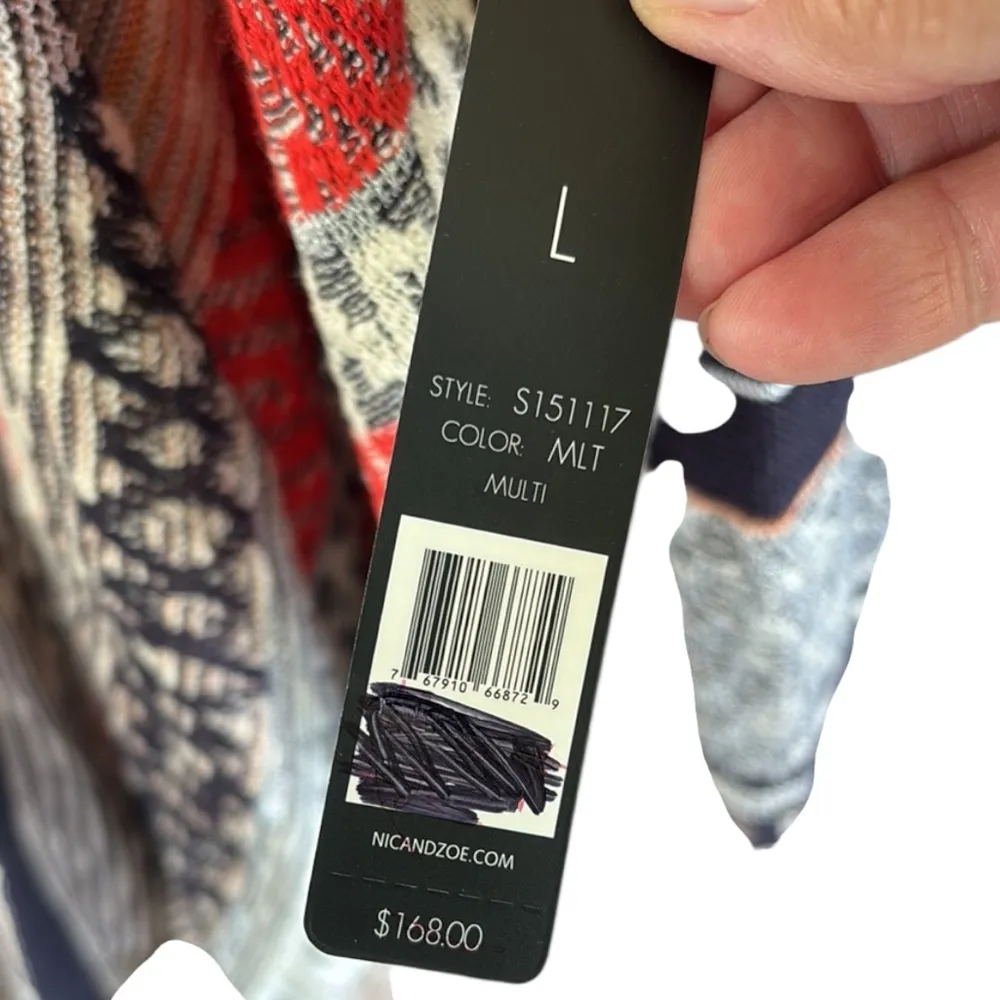 L
STYLE: S151117
COLOR: MLT
MULTI
7 67910 66872 9
NICANDZOE.COM
$168.00